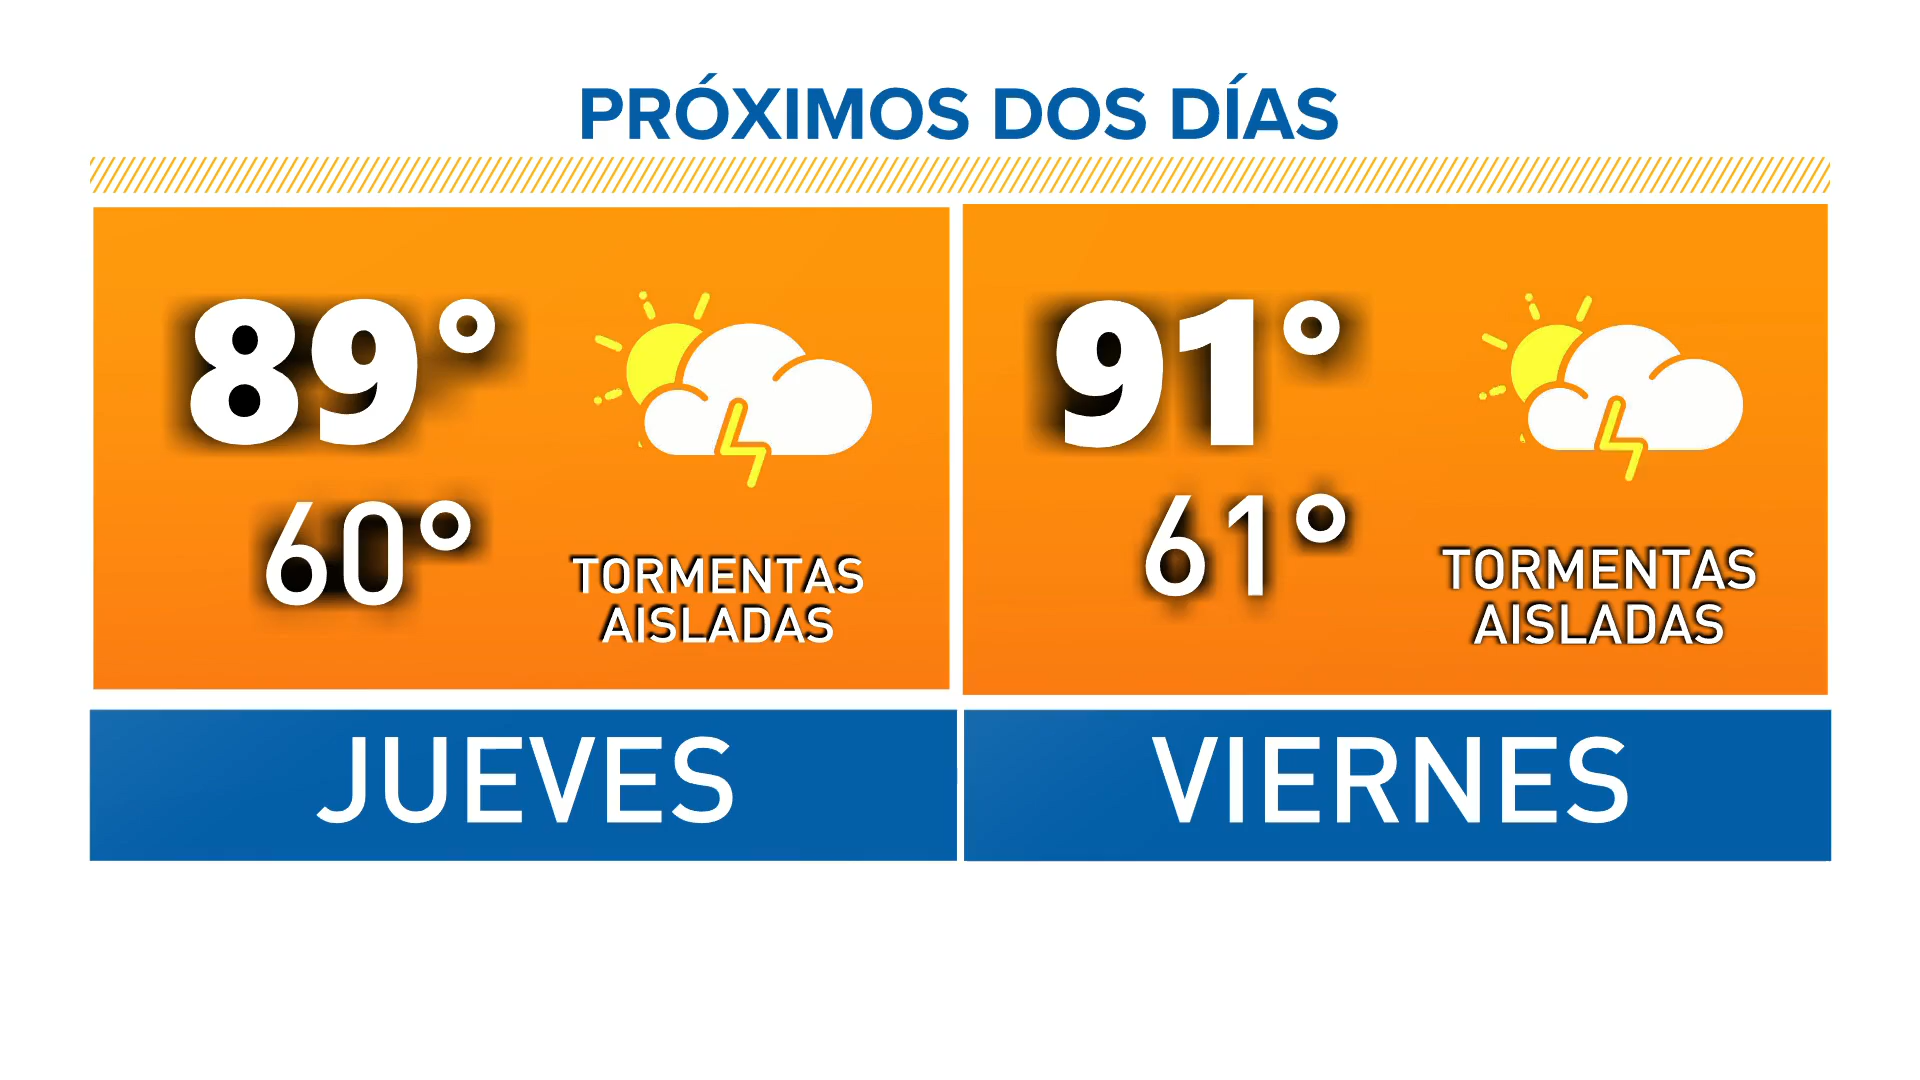 PRÓXIMOS DOS DÍAS
89°
60°
TORMENTAS
AISLADAS
JUEVES
91°
61°
TORMENTAS
AISLADAS
VIERNES